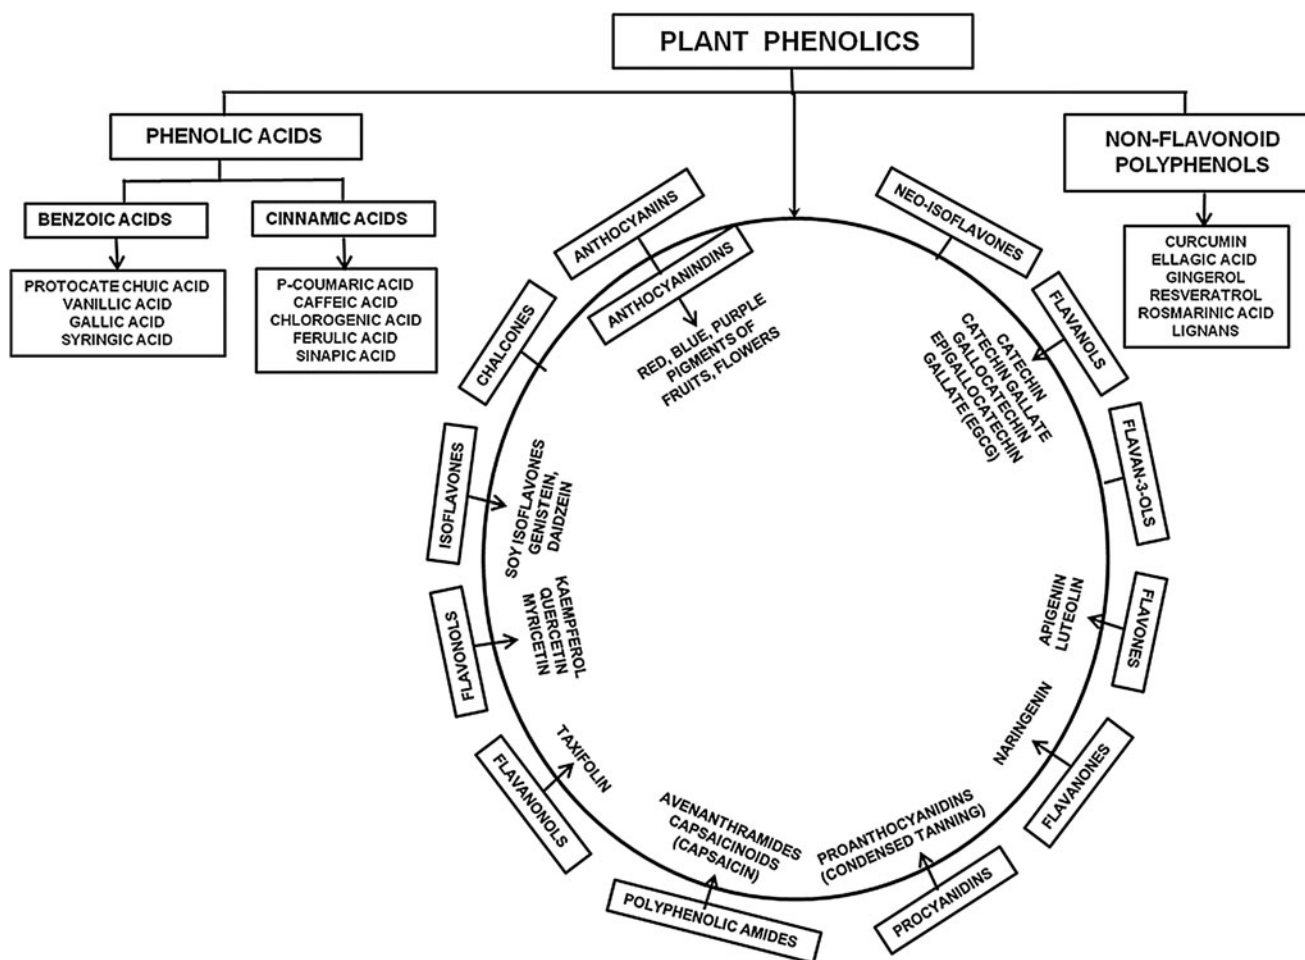 PLANT PHENOLICS
PHENOLIC ACIDS
NON-FLAVONOID
POLYPHENOLS
BENZOIC ACIDS
CINNAMIC ACIDS
PROTOCATE CHUIC ACID
VANILLIC ACID
GALLIC ACID
SYRINGIC ACID
P-COUMARIC ACID
CAFFEIC ACID
CHLOROGENIC ACID
FERULIC ACID
SINAPIC ACID
CURCUMIN
ELLAGIC ACID
GINGEROL
RESVERATROL
ROSMARINIC ACID
LIGNANS
ANTHOCYANINS
ANTHOCYANINDINS
RED, BLUE, PURPLE
PIGMENTS OF
FRUITS, FLOWERS
NEO-ISOFLAVONES
FLAVANOLS
CATECHIN
CATECHIN GALLATE
GALLOCATECHIN
EPIGALLOCATECHIN
GALLATE (EGCG)
FLAVAN-3-OLS
FLAVONES
APIGENIN
LUTEOLIN
FLAVANONES
NARINGENIN
PROCYANIDINS
PROANTHOCYANIDINS
(CONDENSED TANNING)
POLYPHENOLIC AMIDES
AVENANTHRAMIDES
CAPSAICINOIDS
(CAPSAICIN)
FLAVANONOLS
TAXIFOLIN
FLAVONOLS
KAEMPFEROL
QUERCETIN
MYRICETIN
ISOFLAVONES
SOY ISOFLAVONES
GENISTEIN,
DAIDZEIN
CHALCONES